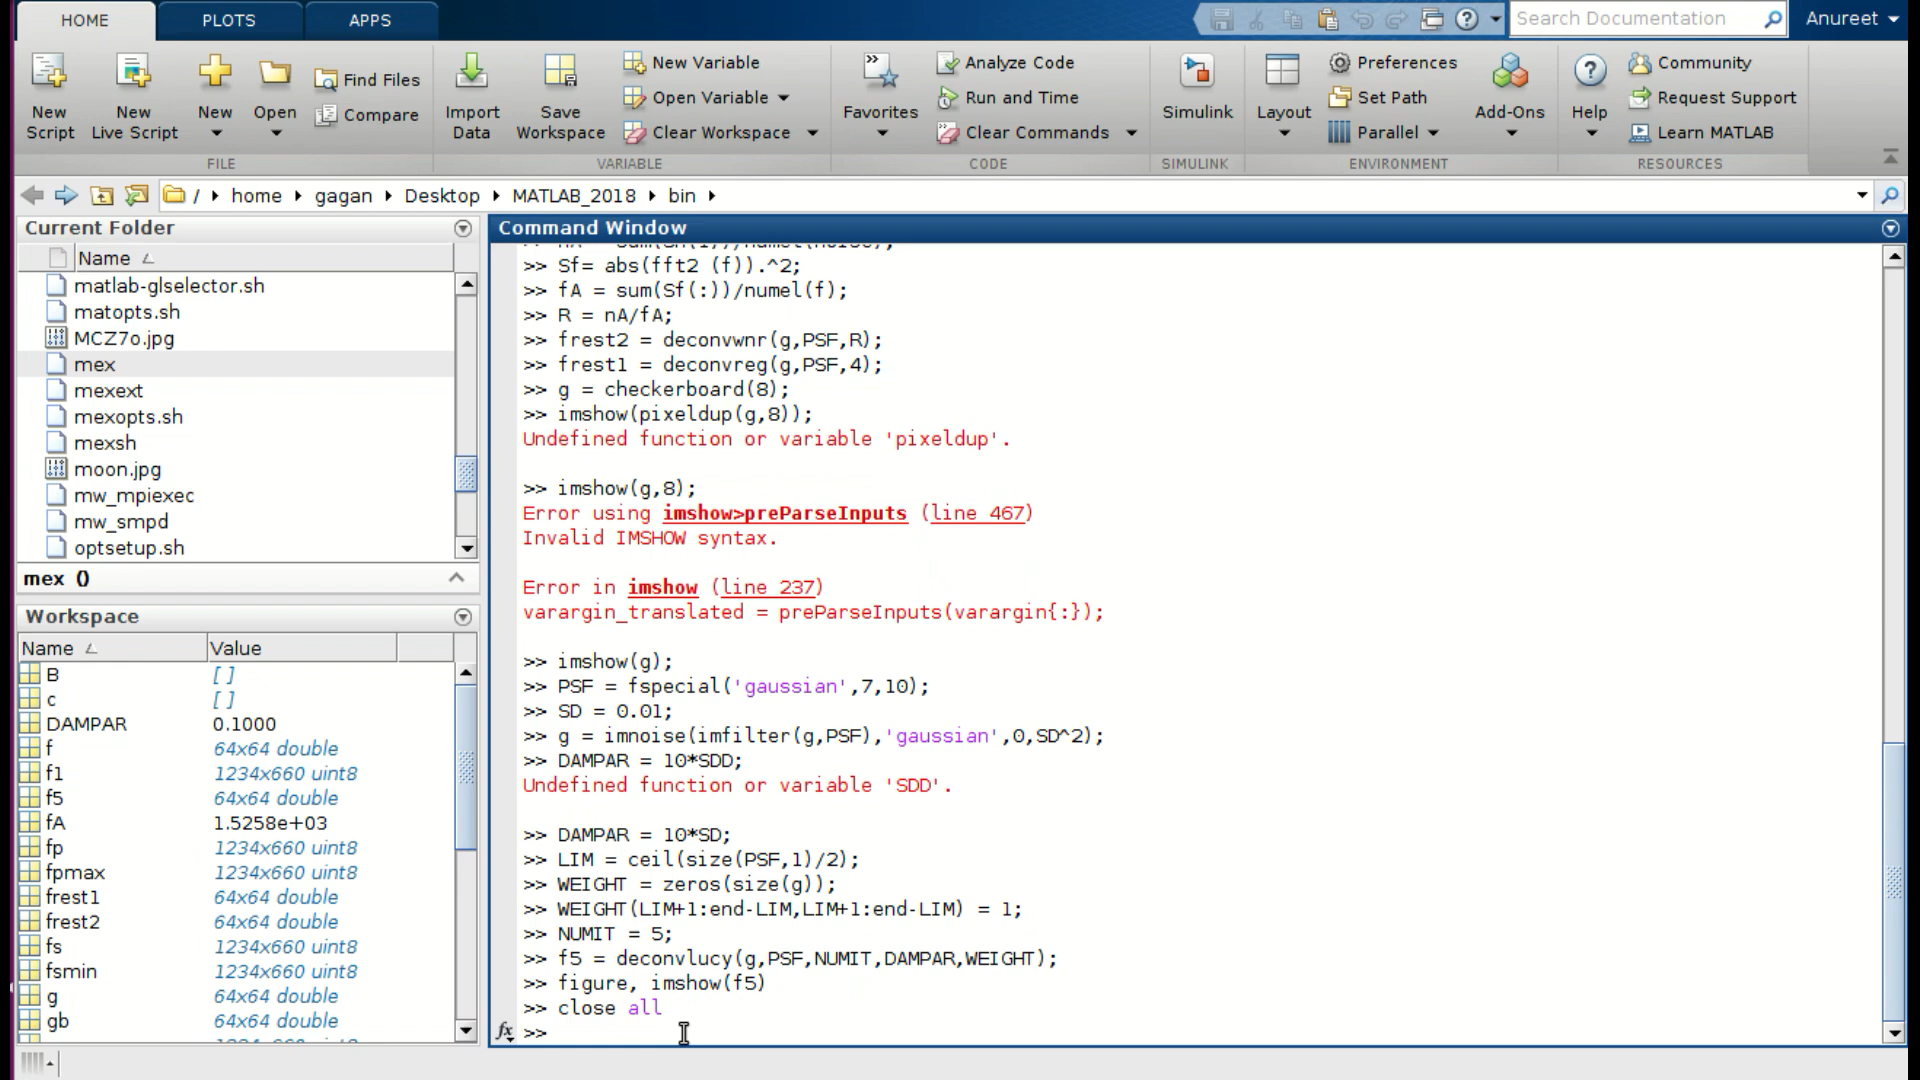 HOME PLOTS APPS Search Documentation Anureet
New Script
New Live Script
New
Open
Find Files
Compare
Import Data
Save Workspace
New Variable
Open Variable
Clear Workspace
Favorites
Analyze Code
Run and Time
Clear Commands
Simulink
Layout
Preferences
Set Path
Parallel
Add-Ons
Help
Community
Request Support
Learn MATLAB
FILE VARIABLE CODE SIMULINK ENVIRONMENT RESOURCES
/ home gagan Desktop MATLAB_2018 bin
Current Folder
Name
matlab-glselector.sh
matopts.sh
MCZ7o.jpg
mex
mexext
mexopts.sh
mexsh
moon.jpg
mw_mpiexec
mw_smpd
optsetup.sh
mex ()
Workspace
Name Value
B [ ]
c [ ]
DAMPAR 0.1000
f 64x64 double
f1 1234x660 uint8
f5 64x64 double
fA 1.5258e+03
fp 1234x660 uint8
fpmax 1234x660 uint8
frest1 64x64 double
frest2 64x64 double
fs 1234x660 uint8
fsmin 1234x660 uint8
g 64x64 double
gb 64x64 double
Command Window
>> Sf= abs(fft2 (f)).^2;
>> fA = sum(Sf(:))/numel(f);
>> R = nA/fA;
>> frest2 = deconvwnr(g,PSF,R);
>> frest1 = deconvreg(g,PSF,4);
>> g = checkerboard(8);
>> imshow(pixeldup(g,8));
Undefined function or variable 'pixeldup'.
>> imshow(g,8);
Error using imshow>preParseInputs (line 467)
Invalid IMSHOW syntax.
Error in imshow (line 237)
varargin_translated = preParseInputs(varargin{:});
>> imshow(g);
>> PSF = fspecial('gaussian',7,10);
>> SD = 0.01;
>> g = imnoise(imfilter(g,PSF),'gaussian',0,SD^2);
>> DAMPAR = 10*SDD;
Undefined function or variable 'SDD'.
>> DAMPAR = 10*SD;
>> LIM = ceil(size(PSF,1)/2);
>> WEIGHT = zeros(size(g));
>> WEIGHT(LIM+1:end-LIM,LIM+1:end-LIM) = 1;
>> NUMIT = 5;
>> f5 = deconvlucy(g,PSF,NUMIT,DAMPAR,WEIGHT);
>> figure, imshow(f5)
>> close all
fx >>